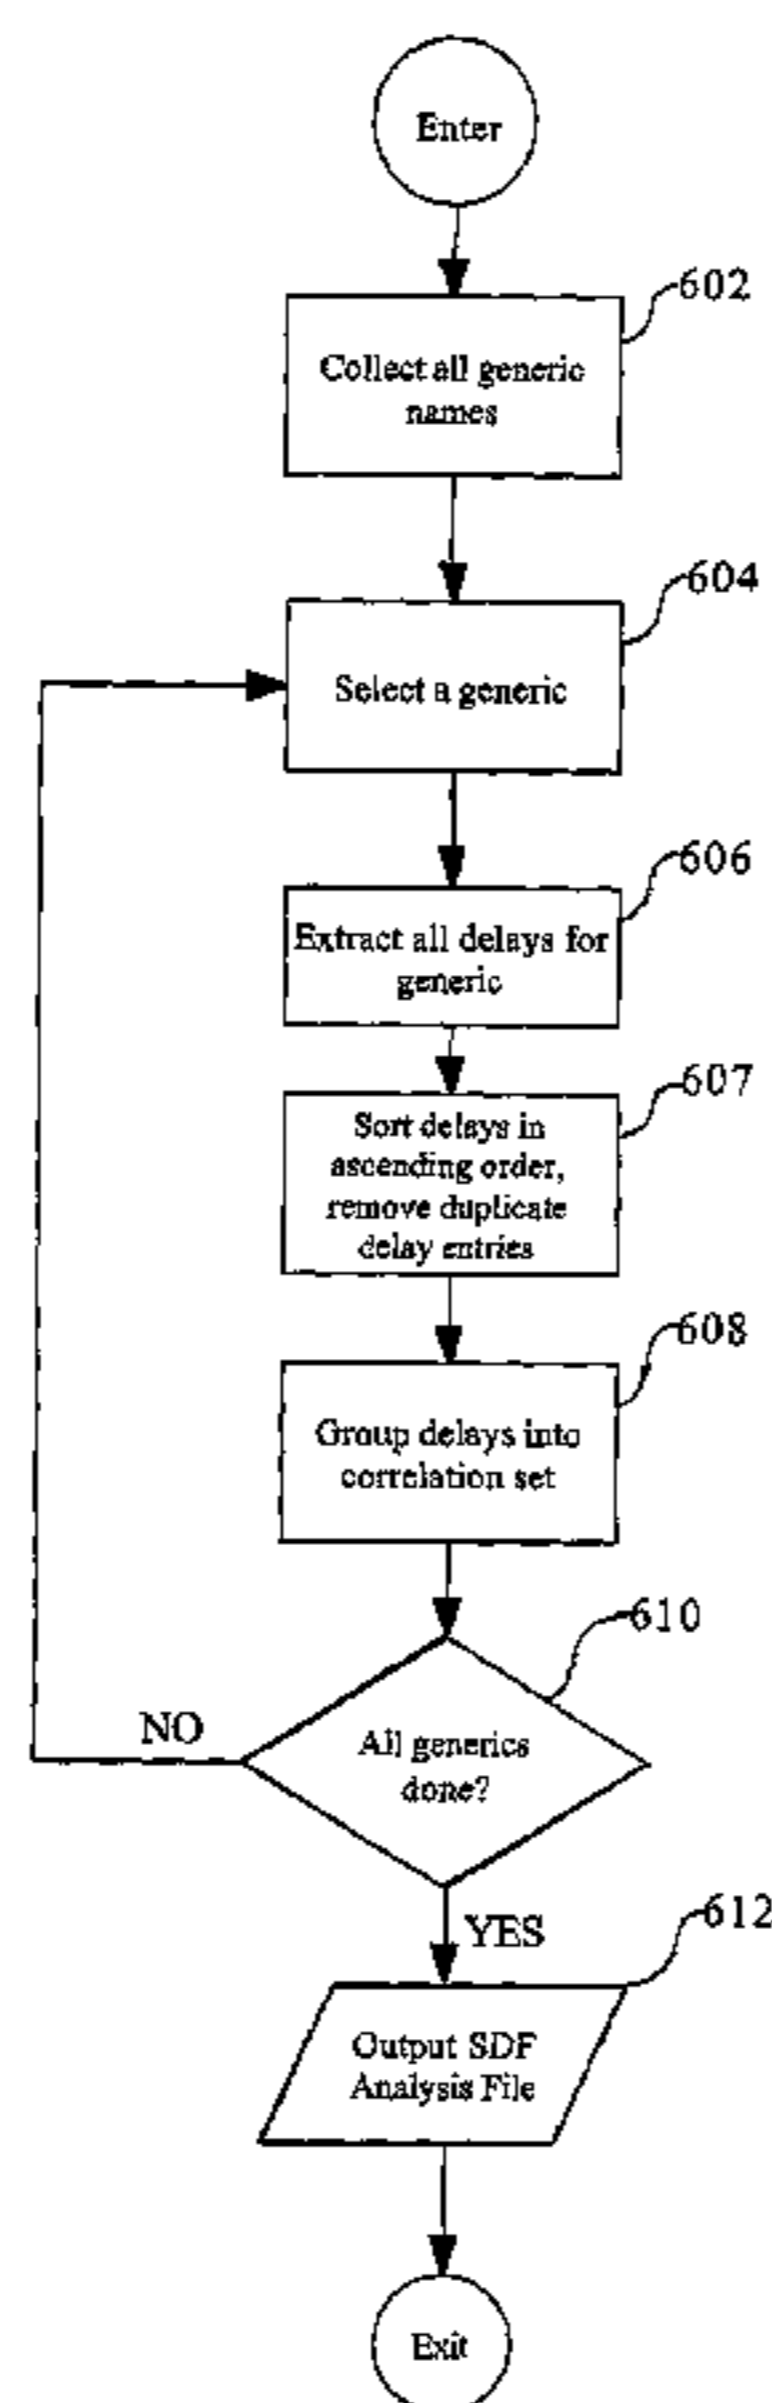 Enter
602
Collect all generic
names
604
Select a generic
606
Extract all delays for
generic
607
Sort delays in
ascending order,
remove duplicate
delay entries
608
Group delays into
correlation set
610
All generics
done?
NO
YES
612
Output SDF
Analysis File
Exit